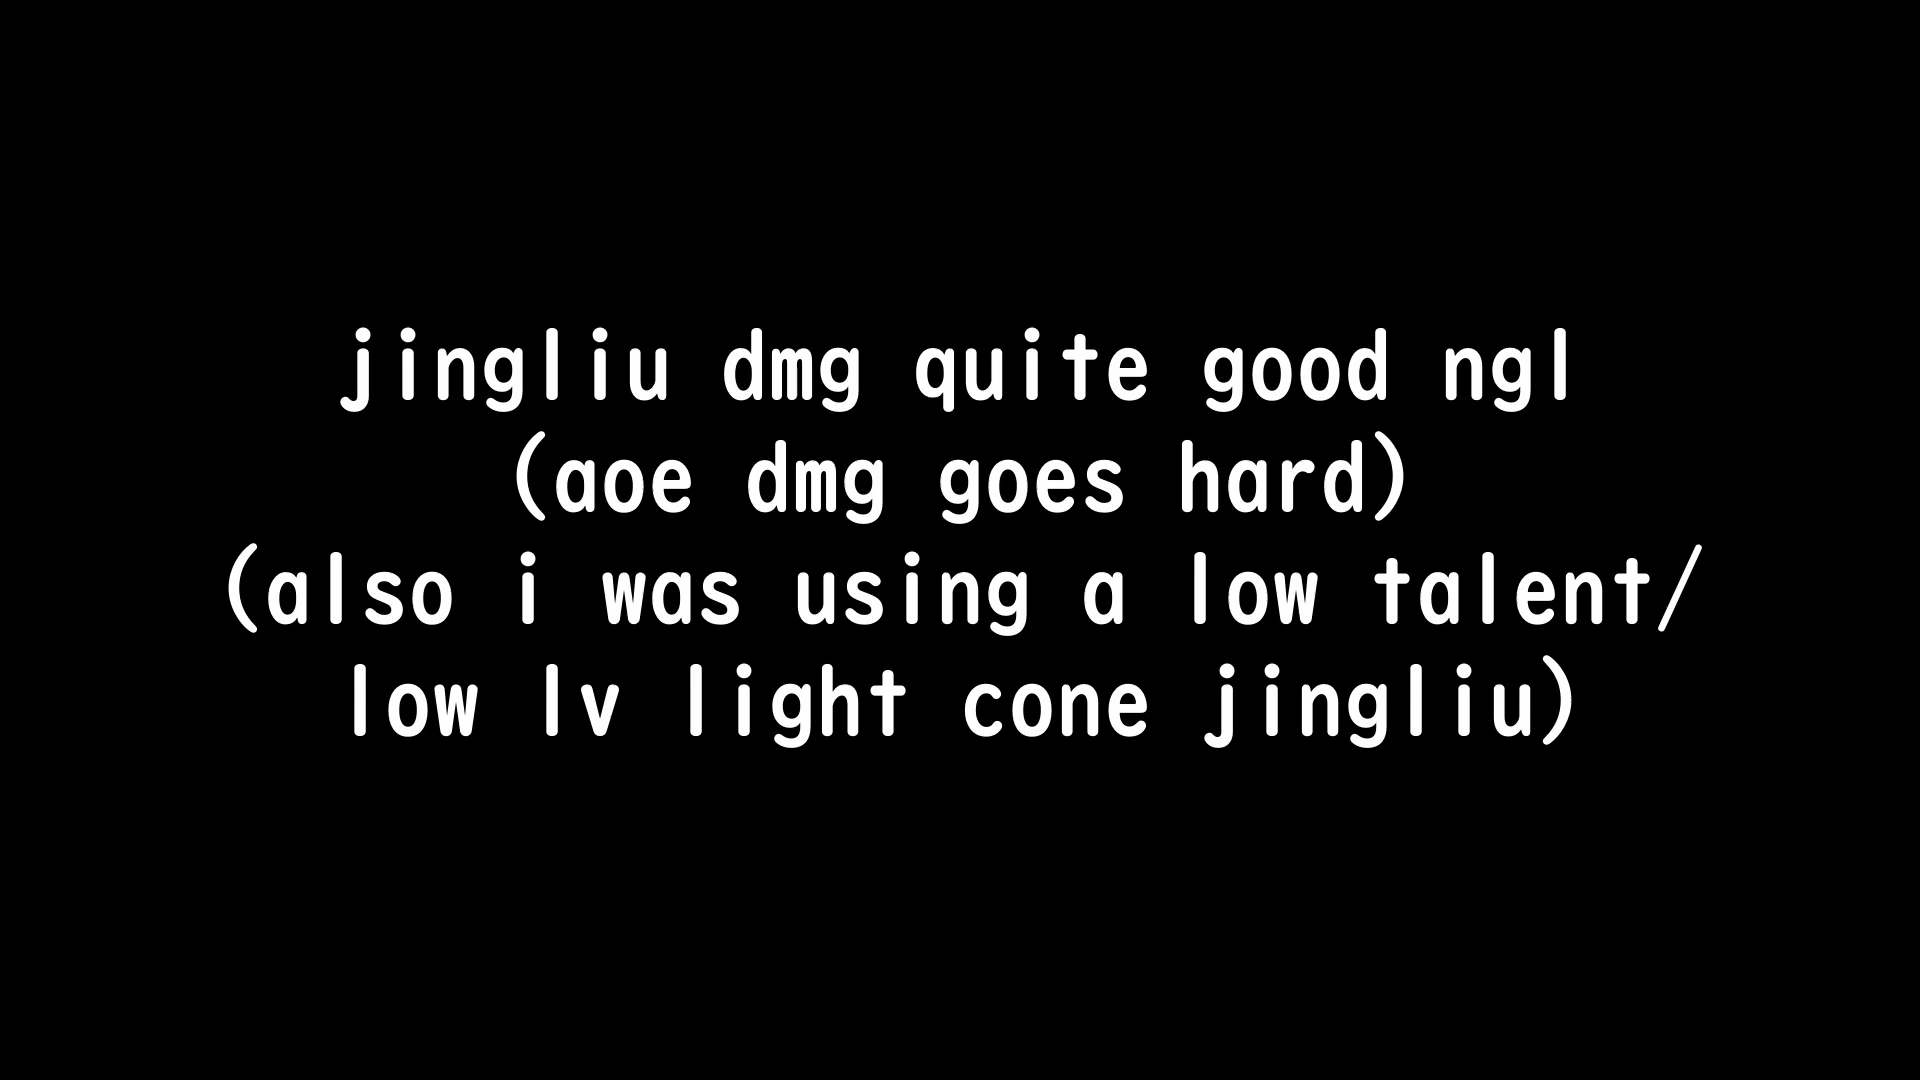 jingliu dmg quite good ngl
(aoe dmg goes hard)
(also i was using a low talent/
low lv light cone jingliu)